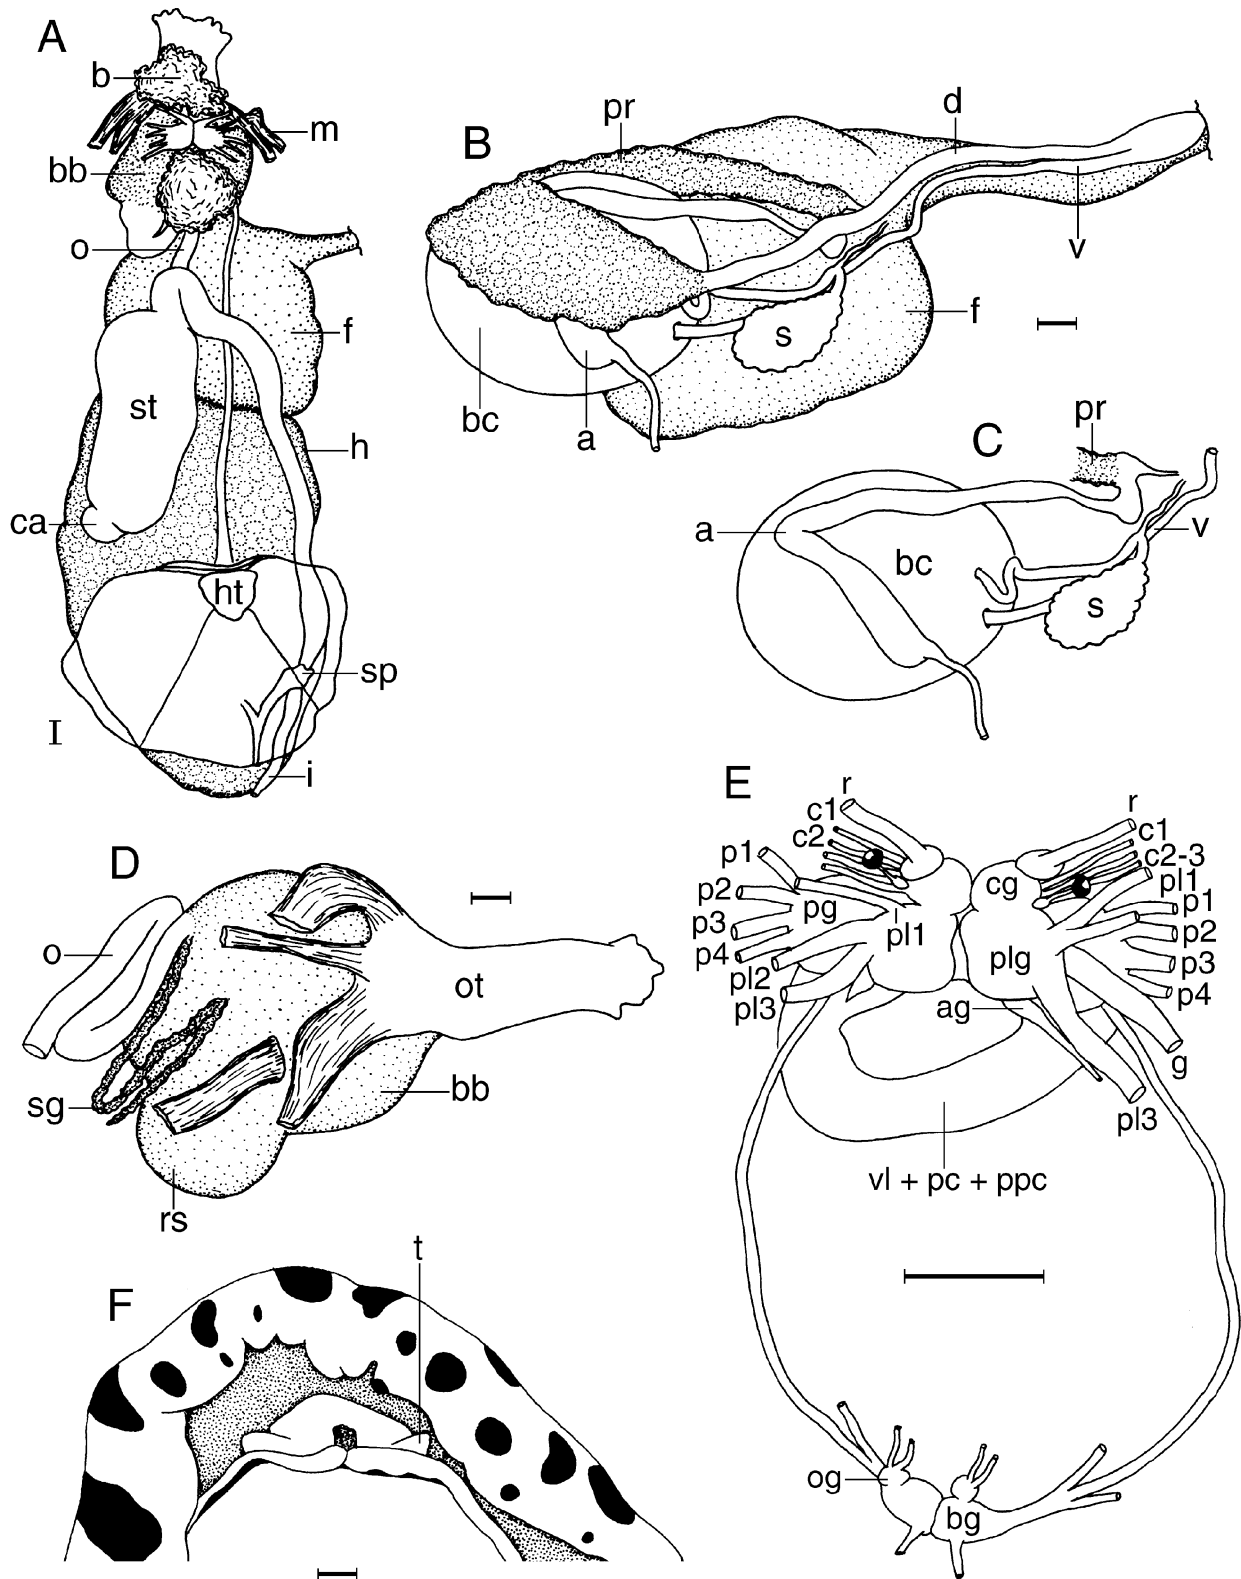 A
b
m
bb
o
f
st
h
ca
ht
sp
i
B
pr
d
v
f
s
bc
a
C
pr
a
bc
v
s
D
o
ot
sg
bb
rs
E
r
c1
c2
p1
p2
p3
p4
pl2
pl3
pg
pl1
cg
plg
ag
r
c1
c2-3
pl1
p1
p2
p3
p4
g
pl3
vl + pc + ppc
og
bg
F
t